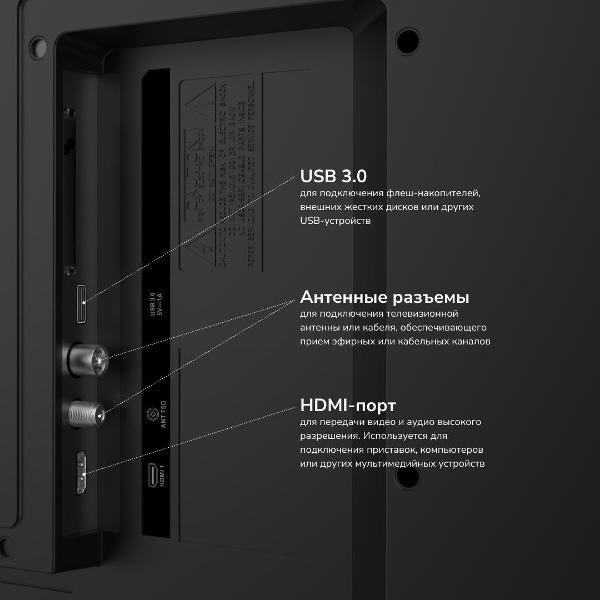 USB 3.0
для подключения флеш-накопителей,
внешних жестких дисков или других
USB-устройств
Антенные разъемы
для подключения телевизионной
антенны или кабеля, обеспечивающего
прием эфирных или кабельных каналов
HDMI-порт
для передачи видео и аудио высокого
разрешения. Используется для
подключения приставок, компьютеров
или других мультимедийных устройств
USB 3.0
5V⎓1A
ANT 75Ω
HDMI 1
CAUTION